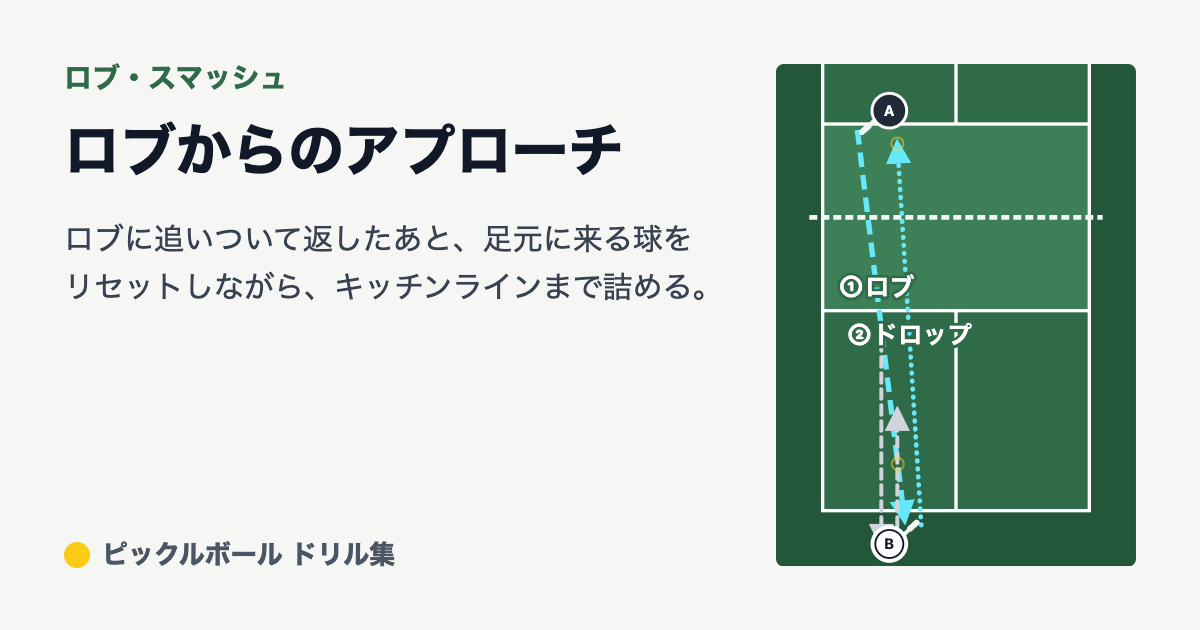 ロブ・スマッシュ
ロブからのアプローチ
ロブに追いついて返したあと、足元に来る球を
リセットしながら、キッチンラインまで詰める。
ピックルボール ドリル集
A
①ロブ
②ドロップ
B